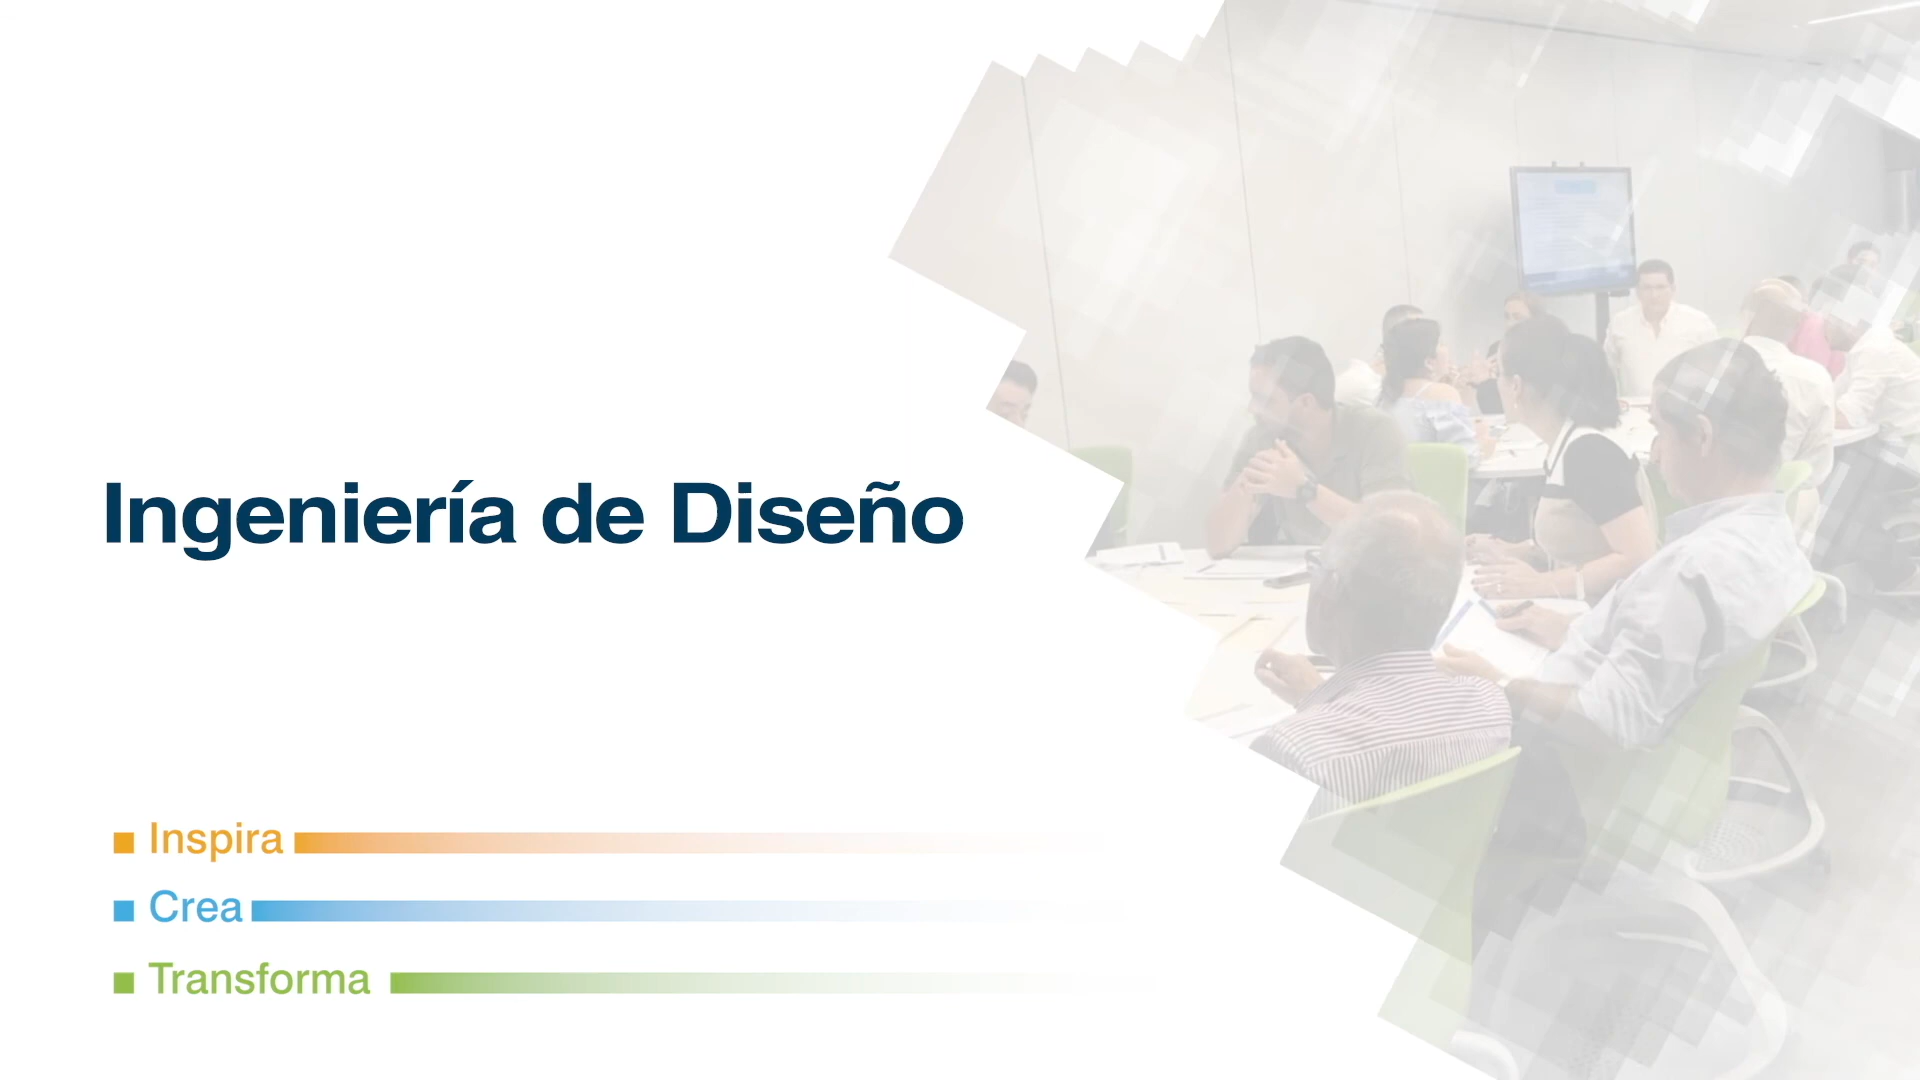 Ingeniería de Diseño
Inspira
Crea
Transforma